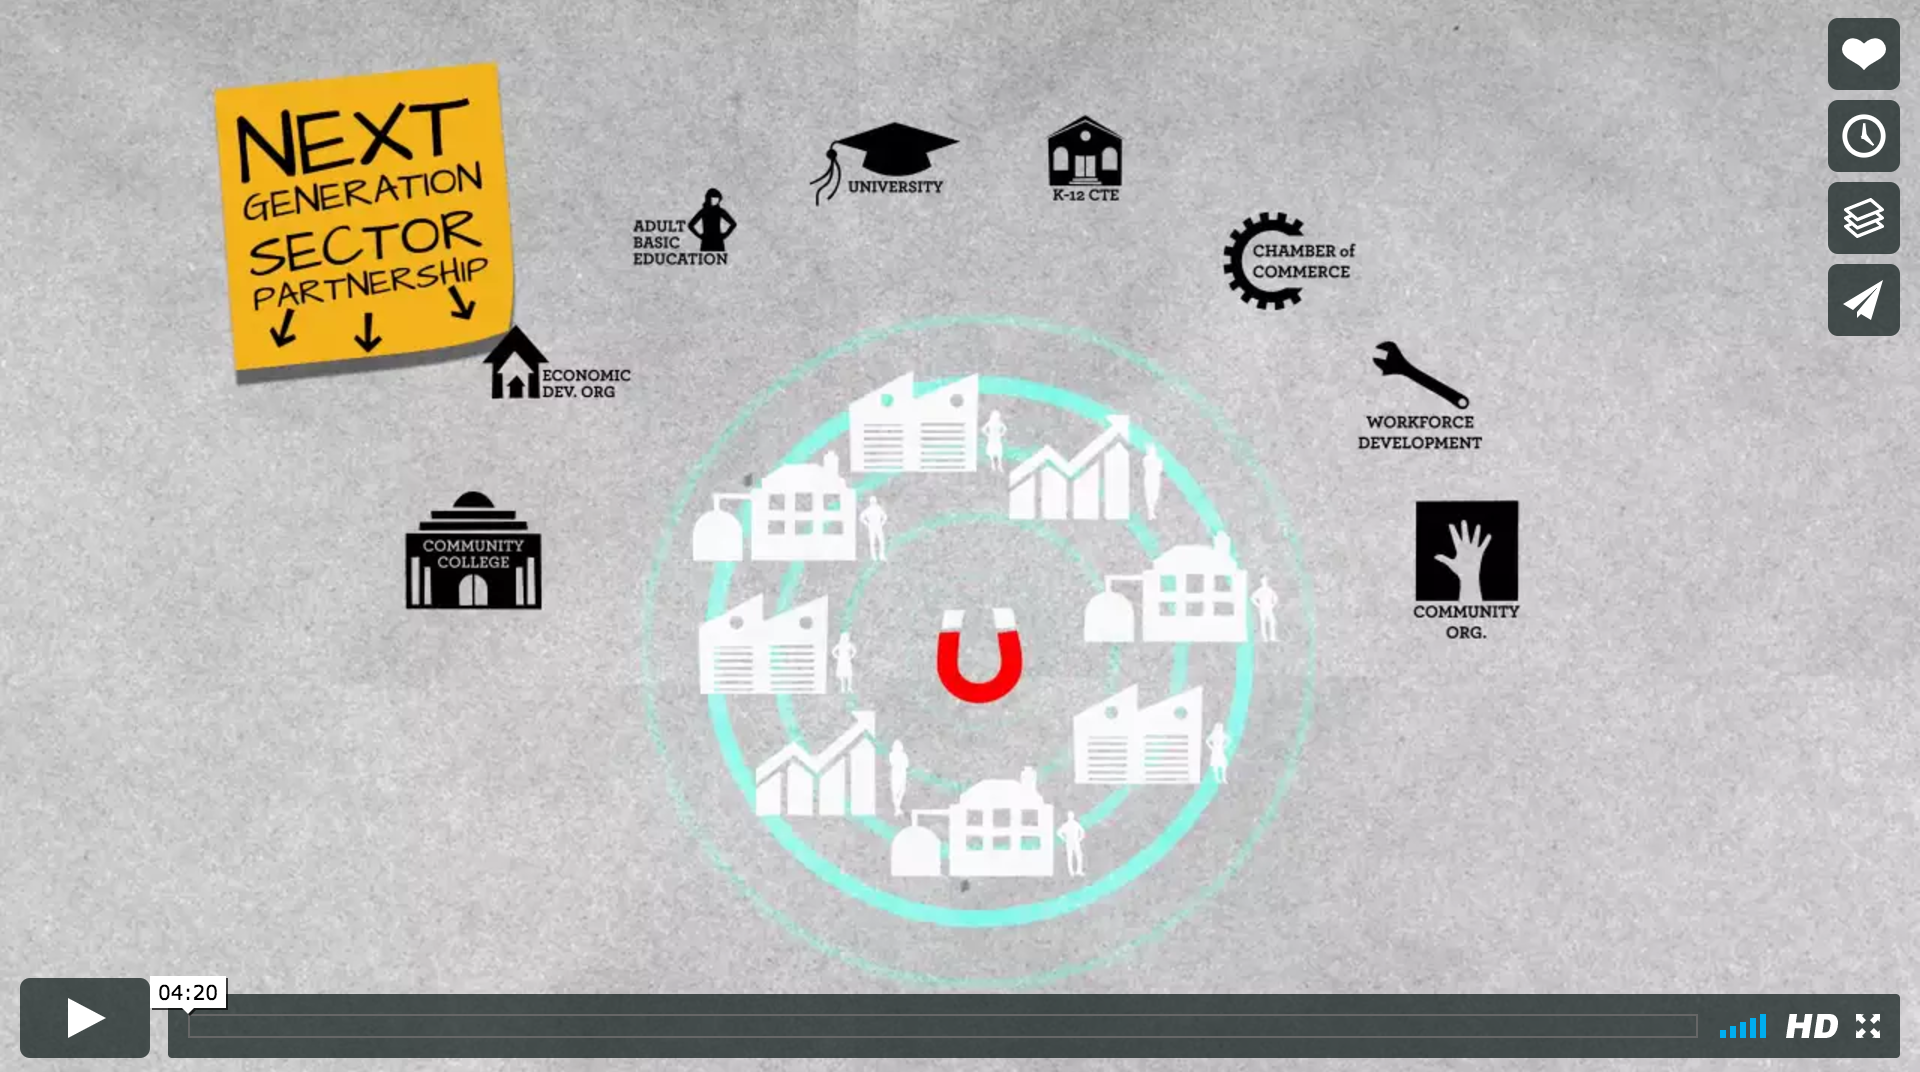 NEXT
GENERATION
SECTOR
PARTNERSHIP
UNIVERSITY
K-12 CTE
ADULT
BASIC
EDUCATION
CHAMBER of
COMMERCE
ECONOMIC
DEV. ORG
WORKFORCE
DEVELOPMENT
COMMUNITY
COLLEGE
COMMUNITY
ORG.
04:20
HD